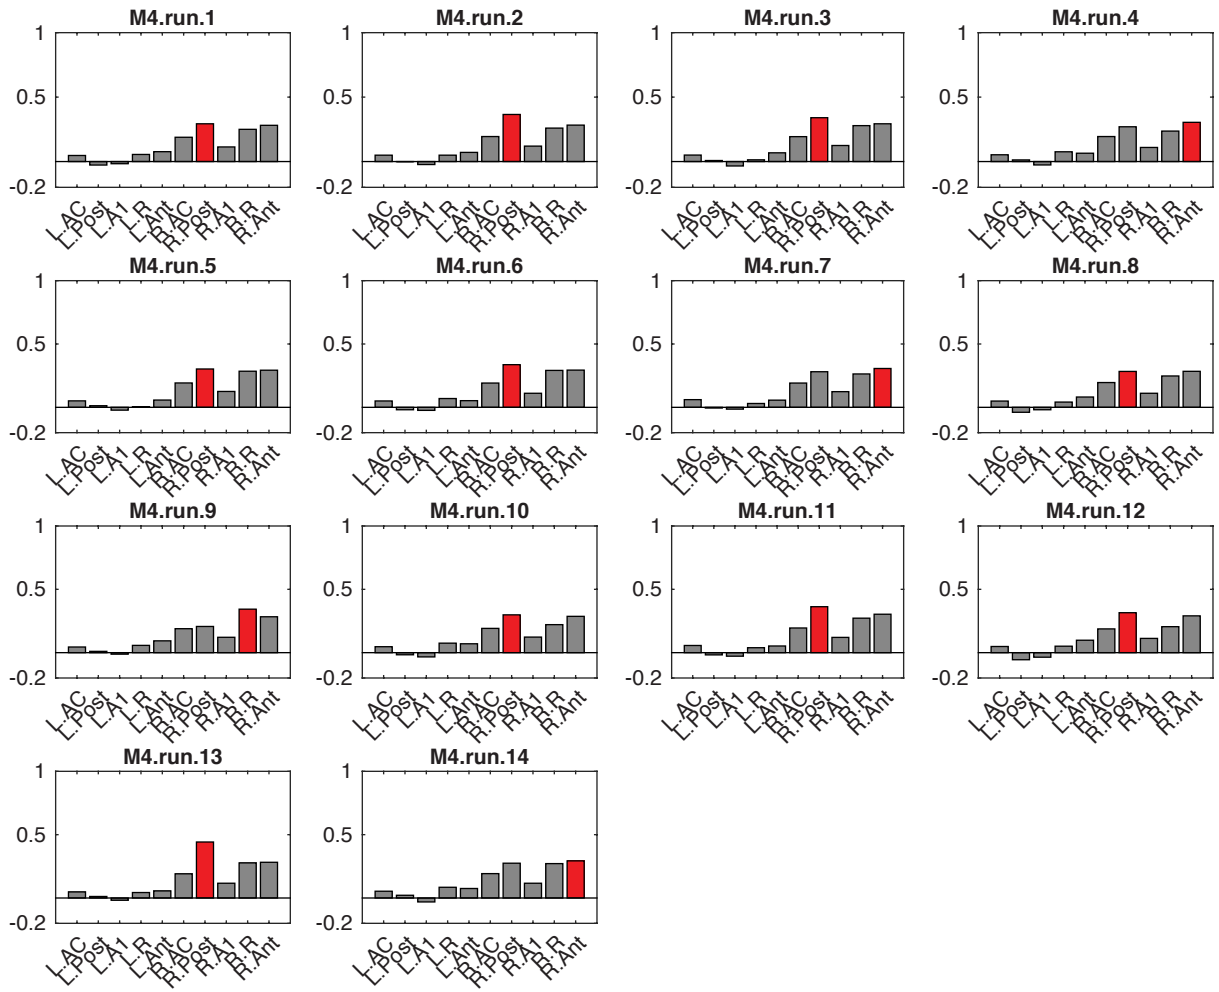 M4.run.1 M4.run.2 M4.run.3 M4.run.4
1 1 1 1
0.5 0.5 0.5 0.5
-0.2 -0.2 -0.2 -0.2
L.AC L.Post L.A1 L.R L.Ant R.AC R.Post R.A1 R.R R.Ant L.AC L.Post L.A1 L.R L.Ant R.AC R.Post R.A1 R.R R.Ant L.AC L.Post L.A1 L.R L.Ant R.AC R.Post R.A1 R.R R.Ant L.AC L.Post L.A1 L.R L.Ant R.AC R.Post R.A1 R.R R.Ant
M4.run.5 M4.run.6 M4.run.7 M4.run.8
1 1 1 1
0.5 0.5 0.5 0.5
-0.2 -0.2 -0.2 -0.2
L.AC L.Post L.A1 L.R L.Ant R.AC R.Post R.A1 R.R R.Ant L.AC L.Post L.A1 L.R L.Ant R.AC R.Post R.A1 R.R R.Ant L.AC L.Post L.A1 L.R L.Ant R.AC R.Post R.A1 R.R R.Ant L.AC L.Post L.A1 L.R L.Ant R.AC R.Post R.A1 R.R R.Ant
M4.run.9 M4.run.10 M4.run.11 M4.run.12
1 1 1 1
0.5 0.5 0.5 0.5
-0.2 -0.2 -0.2 -0.2
L.AC L.Post L.A1 L.R L.Ant R.AC R.Post R.A1 R.R R.Ant L.AC L.Post L.A1 L.R L.Ant R.AC R.Post R.A1 R.R R.Ant L.AC L.Post L.A1 L.R L.Ant R.AC R.Post R.A1 R.R R.Ant L.AC L.Post L.A1 L.R L.Ant R.AC R.Post R.A1 R.R R.Ant
M4.run.13 M4.run.14
1 1
0.5 0.5
-0.2 -0.2
L.AC L.Post L.A1 L.R L.Ant R.AC R.Post R.A1 R.R R.Ant L.AC L.Post L.A1 L.R L.Ant R.AC R.Post R.A1 R.R R.Ant